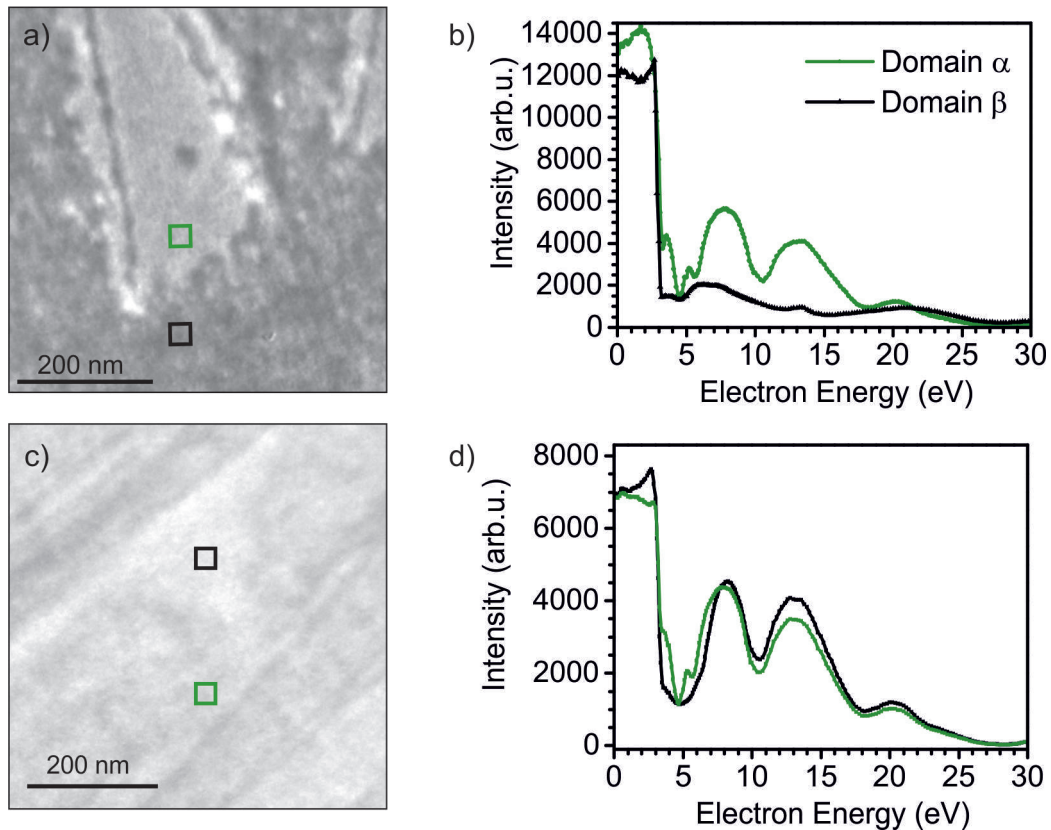 a)
200 nm
b)
Intensity (arb.u.)
14000
12000
10000
8000
6000
4000
2000
0
0 5 10 15 20 25 30
Electron Energy (eV)
Domain α
Domain β
c)
200 nm
d)
Intensity (arb.u.)
8000
6000
4000
2000
0
0 5 10 15 20 25 30
Electron Energy (eV)